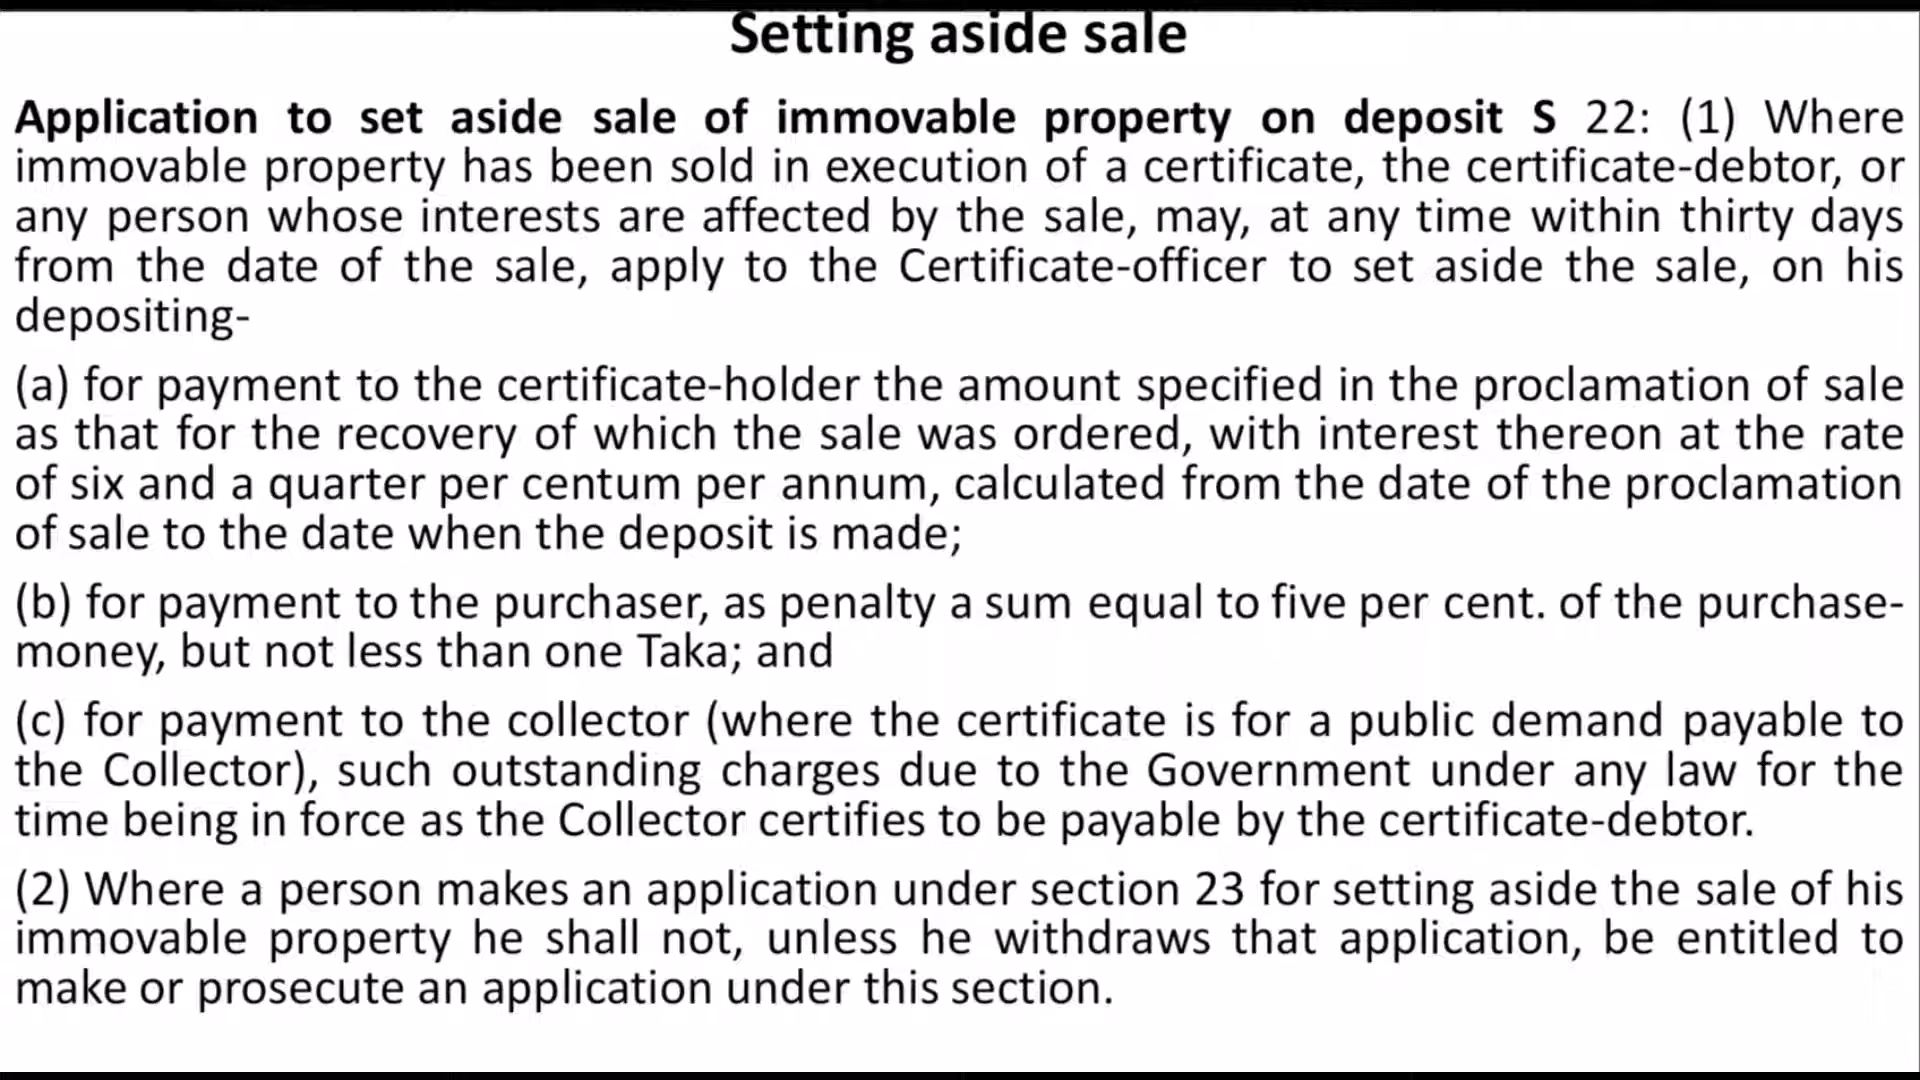 Setting aside sale
Application to set aside sale of immovable property on deposit S 22: (1) Where
immovable property has been sold in execution of a certificate, the certificate-debtor, or
any person whose interests are affected by the sale, may, at any time within thirty days
from the date of the sale, apply to the Certificate-officer to set aside the sale, on his
depositing-
(a) for payment to the certificate-holder the amount specified in the proclamation of sale
as that for the recovery of which the sale was ordered, with interest thereon at the rate
of six and a quarter per centum per annum, calculated from the date of the proclamation
of sale to the date when the deposit is made;
(b) for payment to the purchaser, as penalty a sum equal to five per cent. of the purchase-
money, but not less than one Taka; and
(c) for payment to the collector (where the certificate is for a public demand payable to
the Collector), such outstanding charges due to the Government under any law for the
time being in force as the Collector certifies to be payable by the certificate-debtor.
(2) Where a person makes an application under section 23 for setting aside the sale of his
immovable property he shall not, unless he withdraws that application, be entitled to
make or prosecute an application under this section.